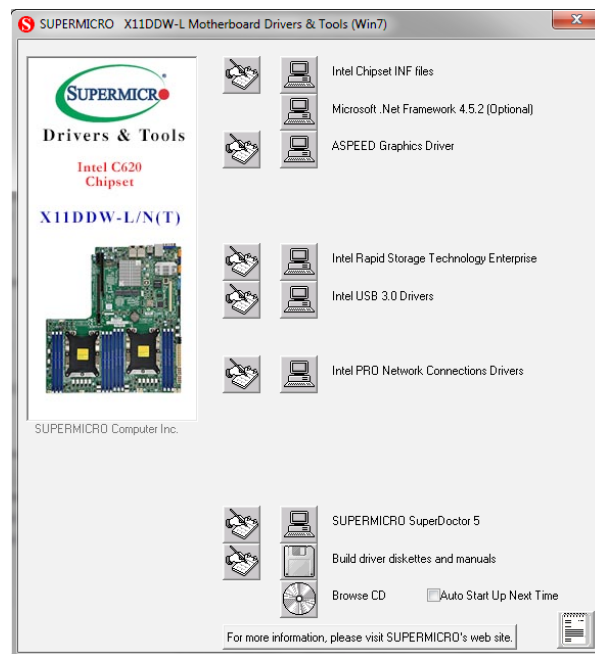 SUPERMICRO X11DDW-L Motherboard Drivers & Tools (Win7)
SUPERMICRO
Drivers & Tools
Intel C620
Chipset
X11DDW-L/N(T)
SUPERMICRO Computer Inc.
Intel Chipset INF files
Microsoft .Net Framework 4.5.2 (Optional)
ASPEED Graphics Driver
Intel Rapid Storage Technology Enterprise
Intel USB 3.0 Drivers
Intel PRO Network Connections Drivers
SUPERMICRO SuperDoctor 5
Build driver diskettes and manuals
Browse CD Auto Start Up Next Time
For more information, please visit SUPERMICRO's web site.